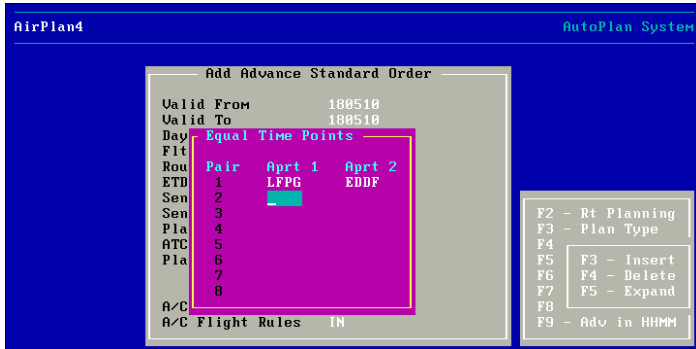 AirPlan4 AutoPlan System
Add Advance Standard Order
Valid From 180510
Valid To 180510
Day
Equal Time Points
Flt
Rou
Pair Aprt 1 Aprt 2
ETD
1 LFPG EDDF
Sen
2
Sen
3
Pla
4
ATC
5
Pla
6
7
8
A/C
A/C Flight Rules IN
F2 - Rt Planning
F3 - Plan Type
F4
F5
F3 - Insert
F6
F4 - Delete
F7
F5 - Expand
F8
F9 - Adv in HHMM